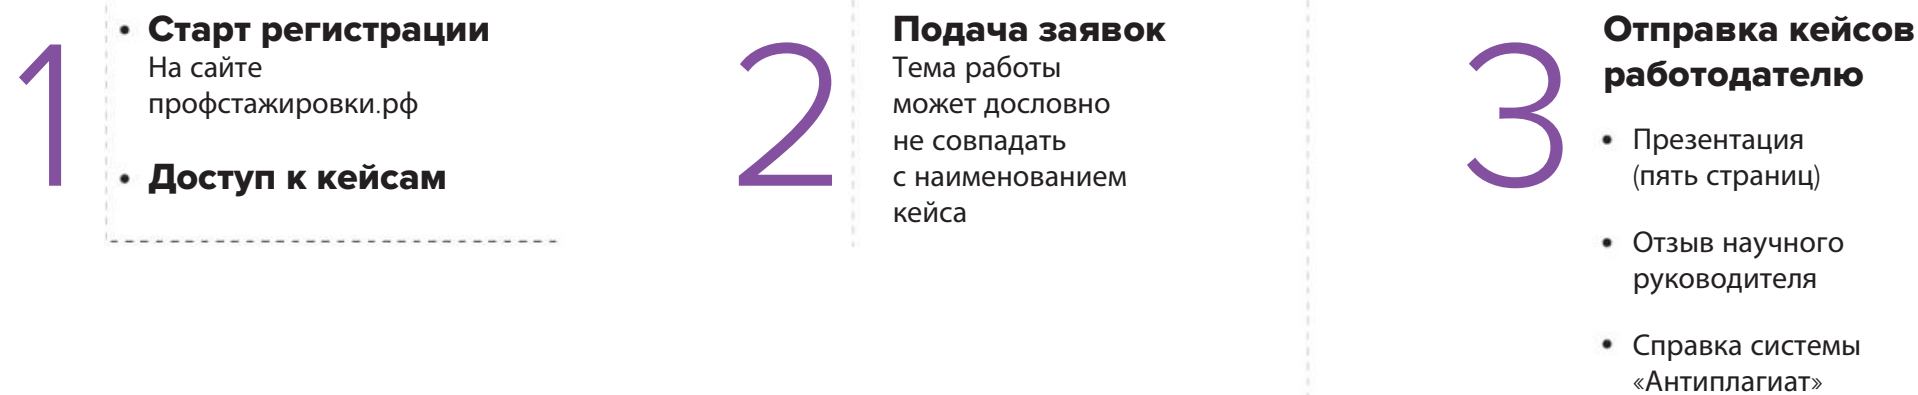 1
• Старт регистрации
На сайте
профстажировки.рф
• Доступ к кейсам
2
Подача заявок
Тема работы
может дословно
не совпадать
с наименованием
кейса
3
Отправка кейсов
работодателю
• Презентация
(пять страниц)
• Отзыв научного
руководителя
• Справка системы
«Антиплагиат»